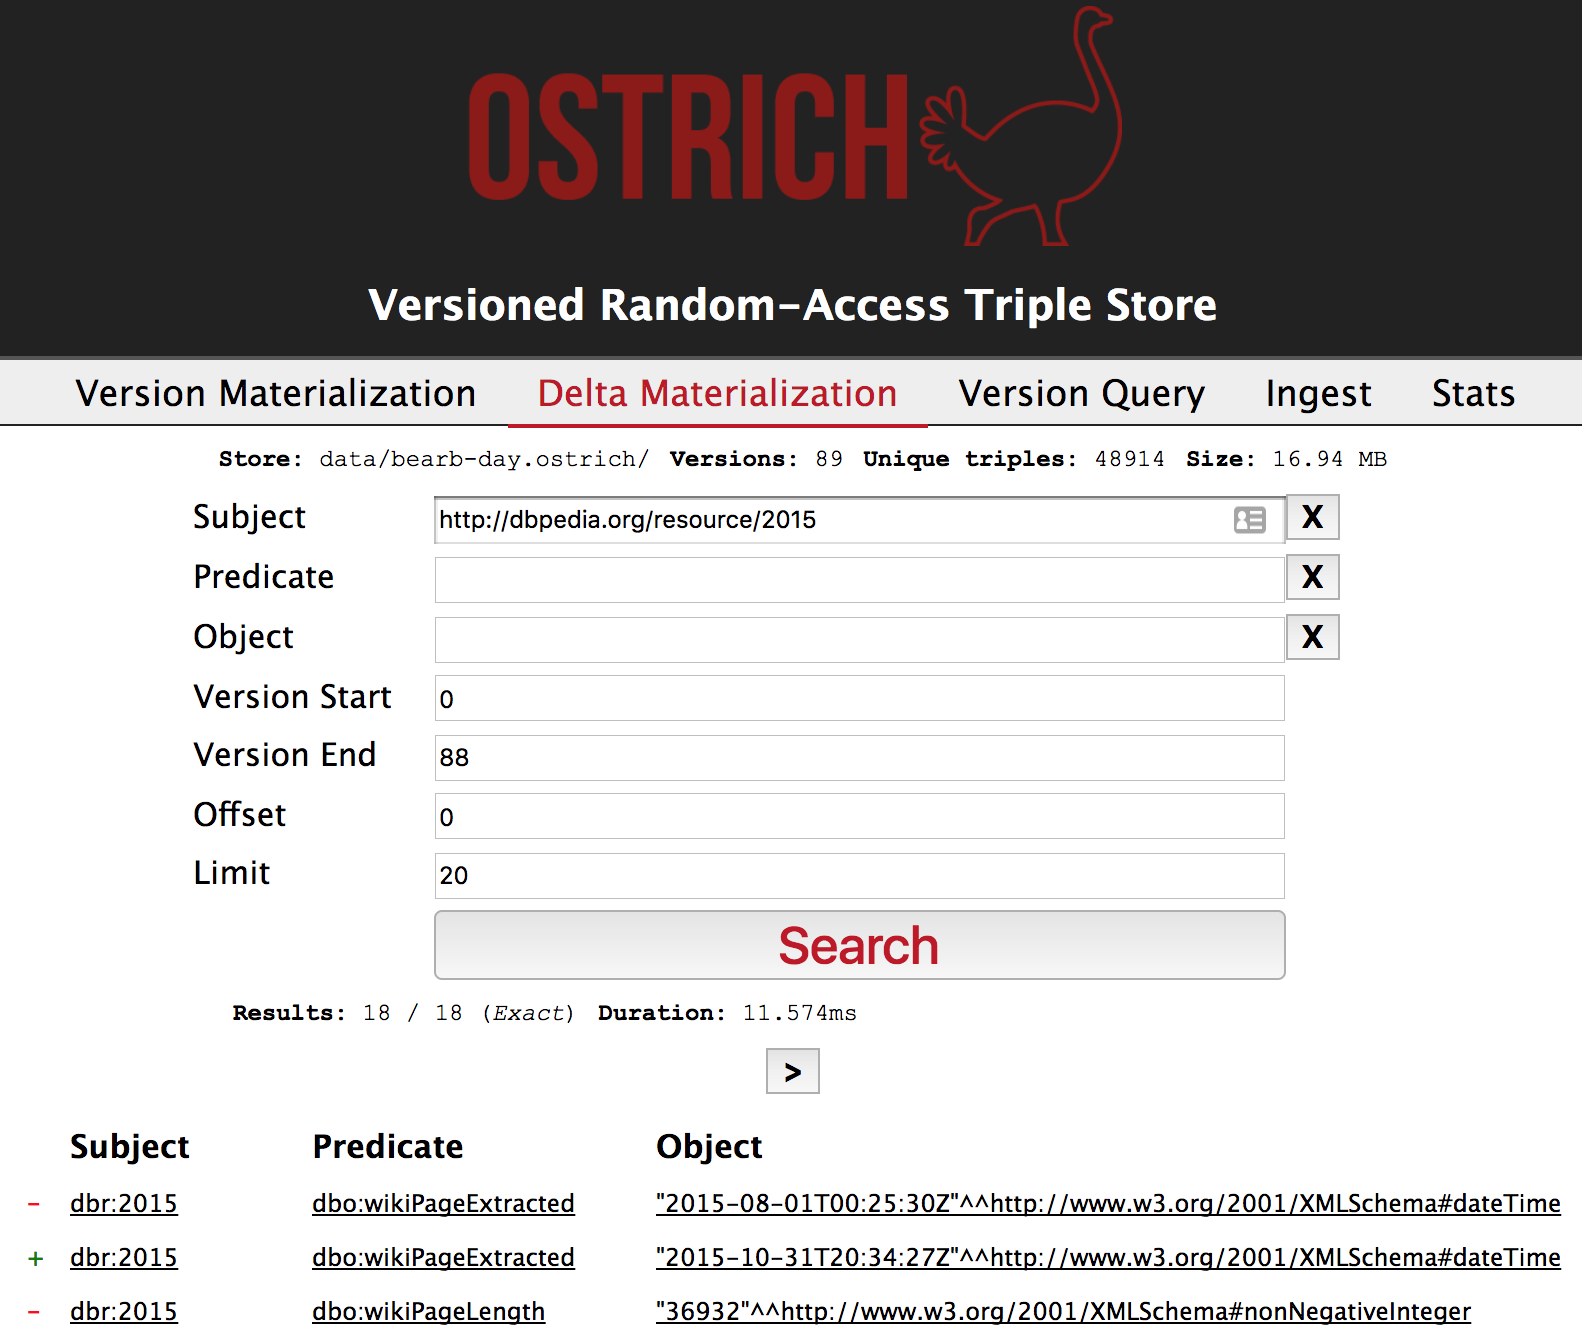 OSTRICH
Versioned Random-Access Triple Store
Version Materialization Delta Materialization Version Query Ingest Stats
Store: data/bearb-day.ostrich/ Versions: 89 Unique triples: 48914 Size: 16.94 MB
Subject http://dbpedia.org/resource/2015 X
Predicate X
Object X
Version Start 0
Version End 88
Offset 0
Limit 20
Search
Results: 18 / 18 (Exact) Duration: 11.574ms
>
Subject Predicate Object
- dbr:2015 dbo:wikiPageExtracted "2015-08-01T00:25:30Z"^^http://www.w3.org/2001/XMLSchema#dateTime
+ dbr:2015 dbo:wikiPageExtracted "2015-10-31T20:34:27Z"^^http://www.w3.org/2001/XMLSchema#dateTime
- dbr:2015 dbo:wikiPageLength "36932"^^http://www.w3.org/2001/XMLSchema#nonNegativeInteger